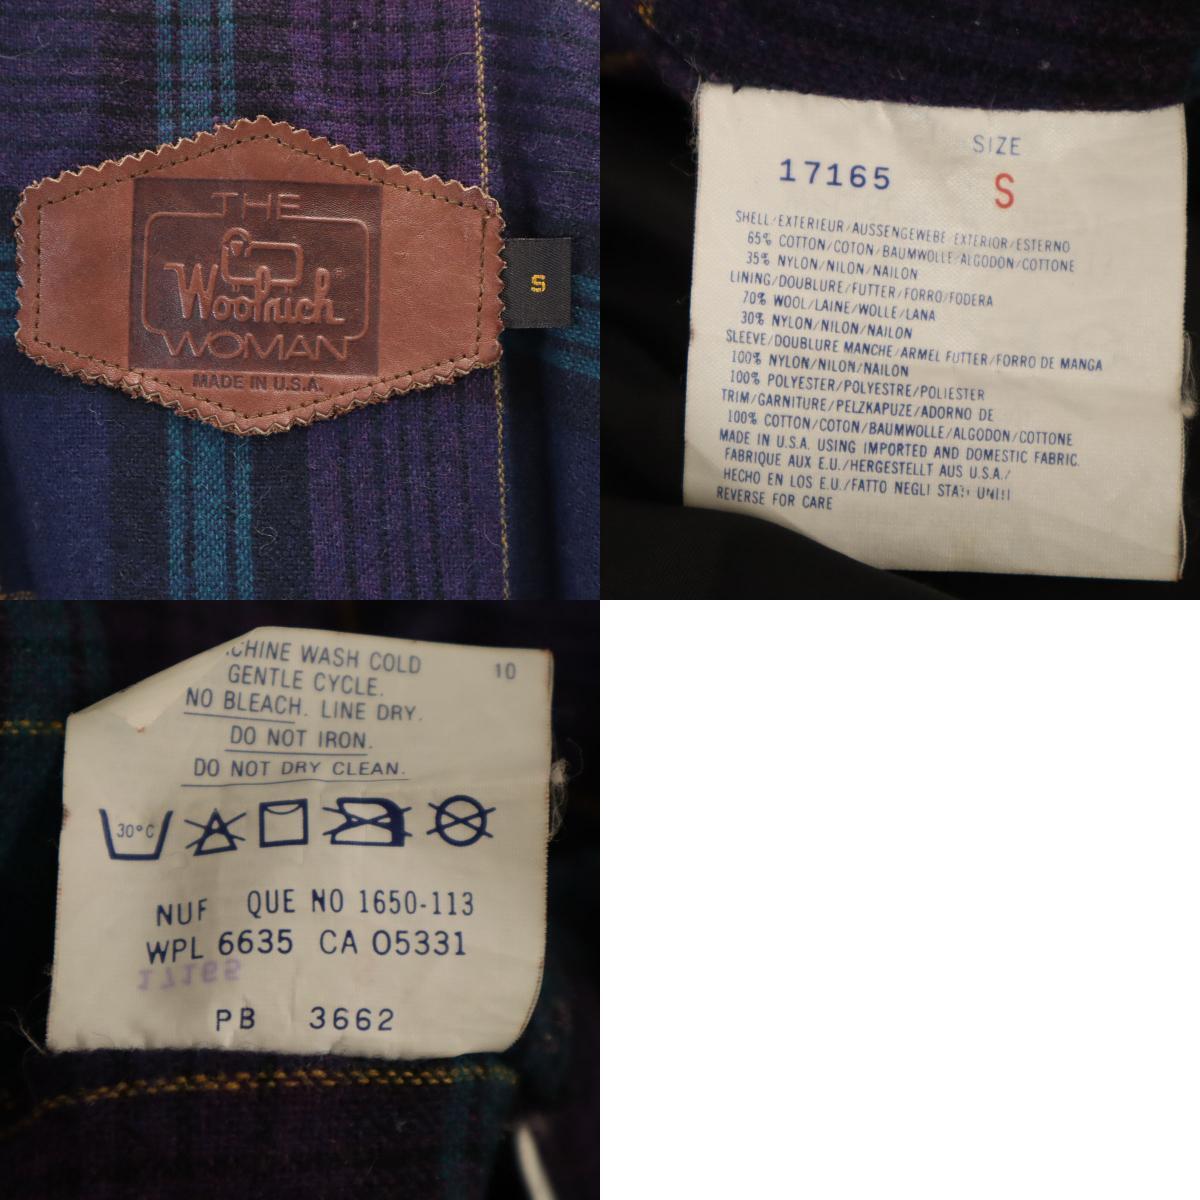 THE
Woolrich
WOMAN
MADE IN U.S.A.
S
SIZE
17165 S
SHELL/EXTERIEUR/AUSSENGEWEBE/EXTERIOR/ESTERNO
65% COTTON/COTON/BAUMWOLLE/ALGODON/COTTONE
35% NYLON/NILON/NAILON
LINING/DOUBLURE/FUTTER/FORRO/FODERA
70% WOOL/LAINE/WOLLE/LANA
30% NYLON/NILON/NAILON
SLEEVE/DOUBLURE MANCHE/ARMEL FUTTER/FORRO DE MANGA
100% NYLON/NILON/NAILON
100% POLYESTER/POLYESTRE/POLIESTER
TRIM/GARNITURE/PELZKAPUZE/ADORNO DE
100% COTTON/COTON/BAUMWOLLE/ALGODON/COTTONE
MADE IN U.S.A. USING IMPORTED AND DOMESTIC FABRIC.
FABRIQUE AUX E.U./HERGESTELLT AUS U.S.A./
HECHO EN LOS E.U./FATTO NEGLI STATI UNITI
REVERSE FOR CARE
CHINE WASH COLD
10
GENTLE CYCLE.
NO BLEACH. LINE DRY.
DO NOT IRON.
DO NOT DRY CLEAN.
30°C
NUF QUE NO 1650-113
WPL 6635 CA 05331
17165
PB 3662